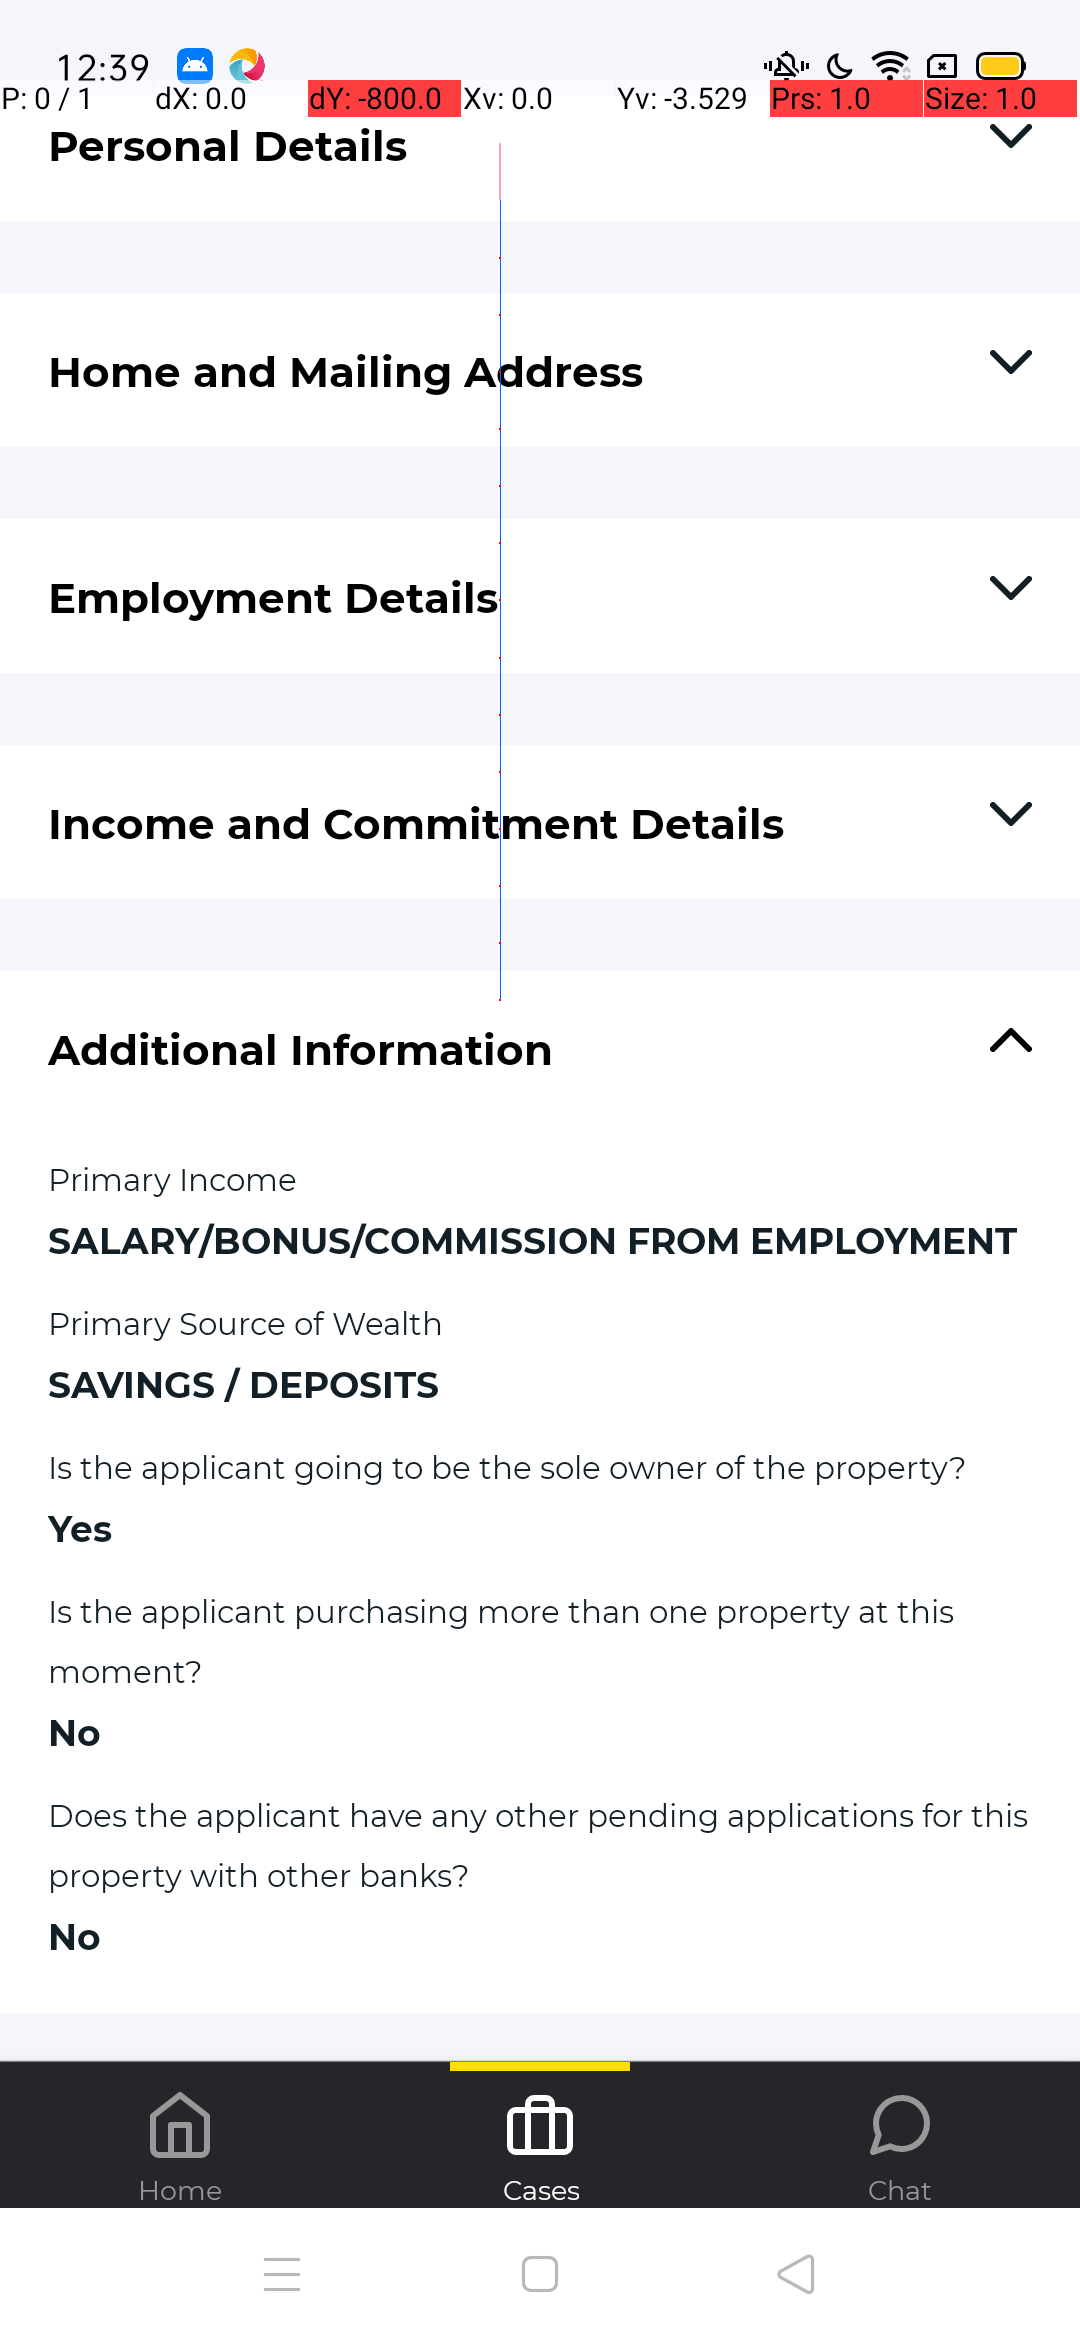 12:39
P: 0 / 1 dX: 0.0 dY: -800.0 Xv: 0.0 Yv: -3.529 Prs: 1.0 Size: 1.0
Personal Details
Home and Mailing Address
Employment Details
Income and Commitment Details
Additional Information
Primary Income
SALARY/BONUS/COMMISSION FROM EMPLOYMENT
Primary Source of Wealth
SAVINGS / DEPOSITS
Is the applicant going to be the sole owner of the property?
Yes
Is the applicant purchasing more than one property at this
moment?
No
Does the applicant have any other pending applications for this
property with other banks?
No
Home Cases Chat